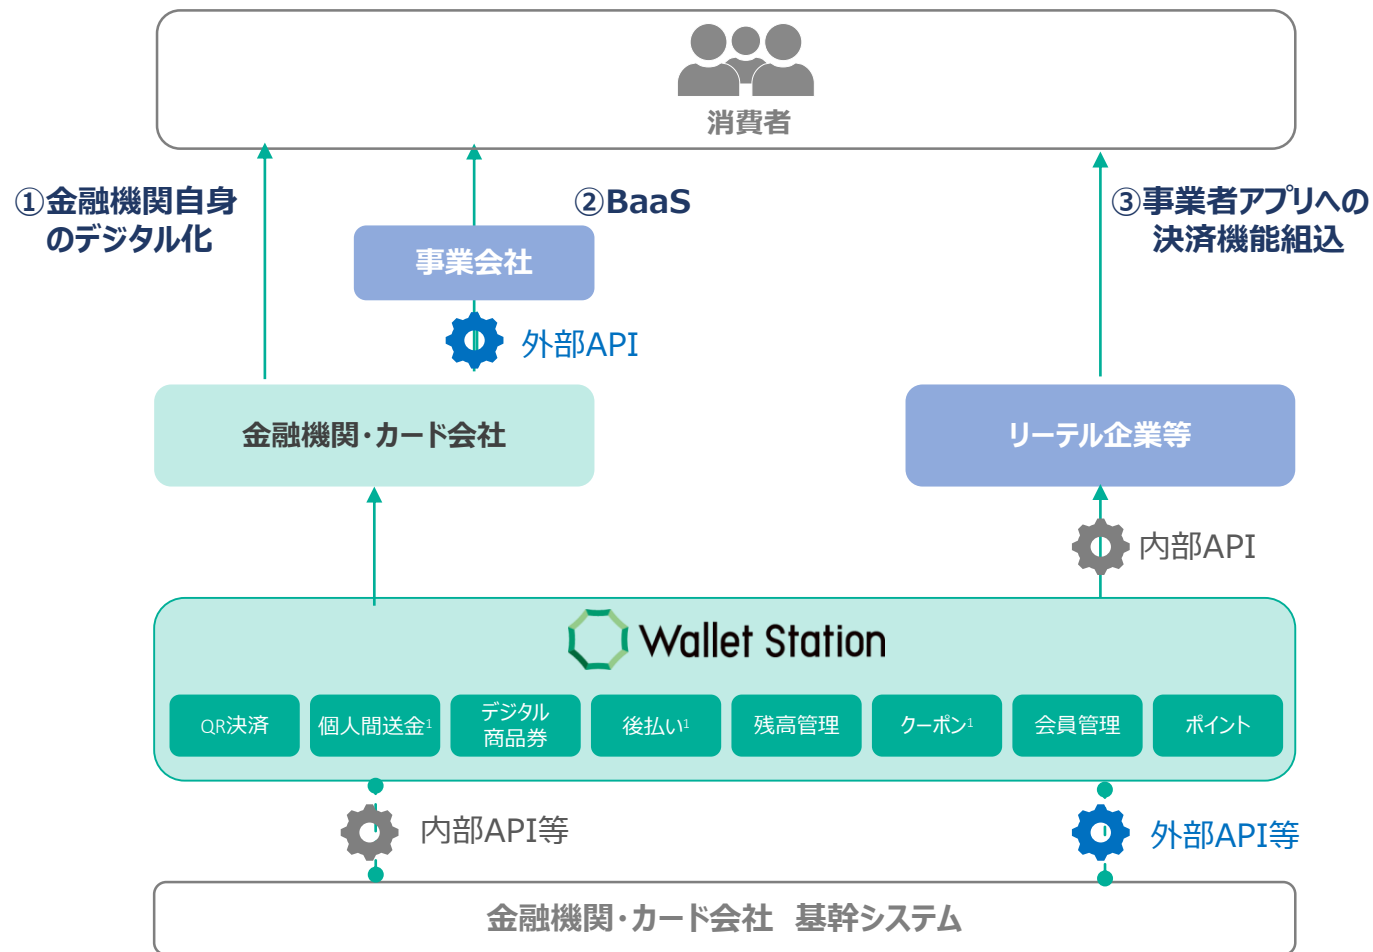 消費者
①金融機関自身
のデジタル化
②BaaS
③事業者アプリへの
決済機能組込
事業会社
外部API
金融機関・カード会社
リーテル企業等
内部API
Wallet Station
QR決済
個人間送金1
デジタル
商品券
後払い1
残高管理
クーポン1
会員管理
ポイント
内部API等
外部API等
金融機関・カード会社 基幹システム